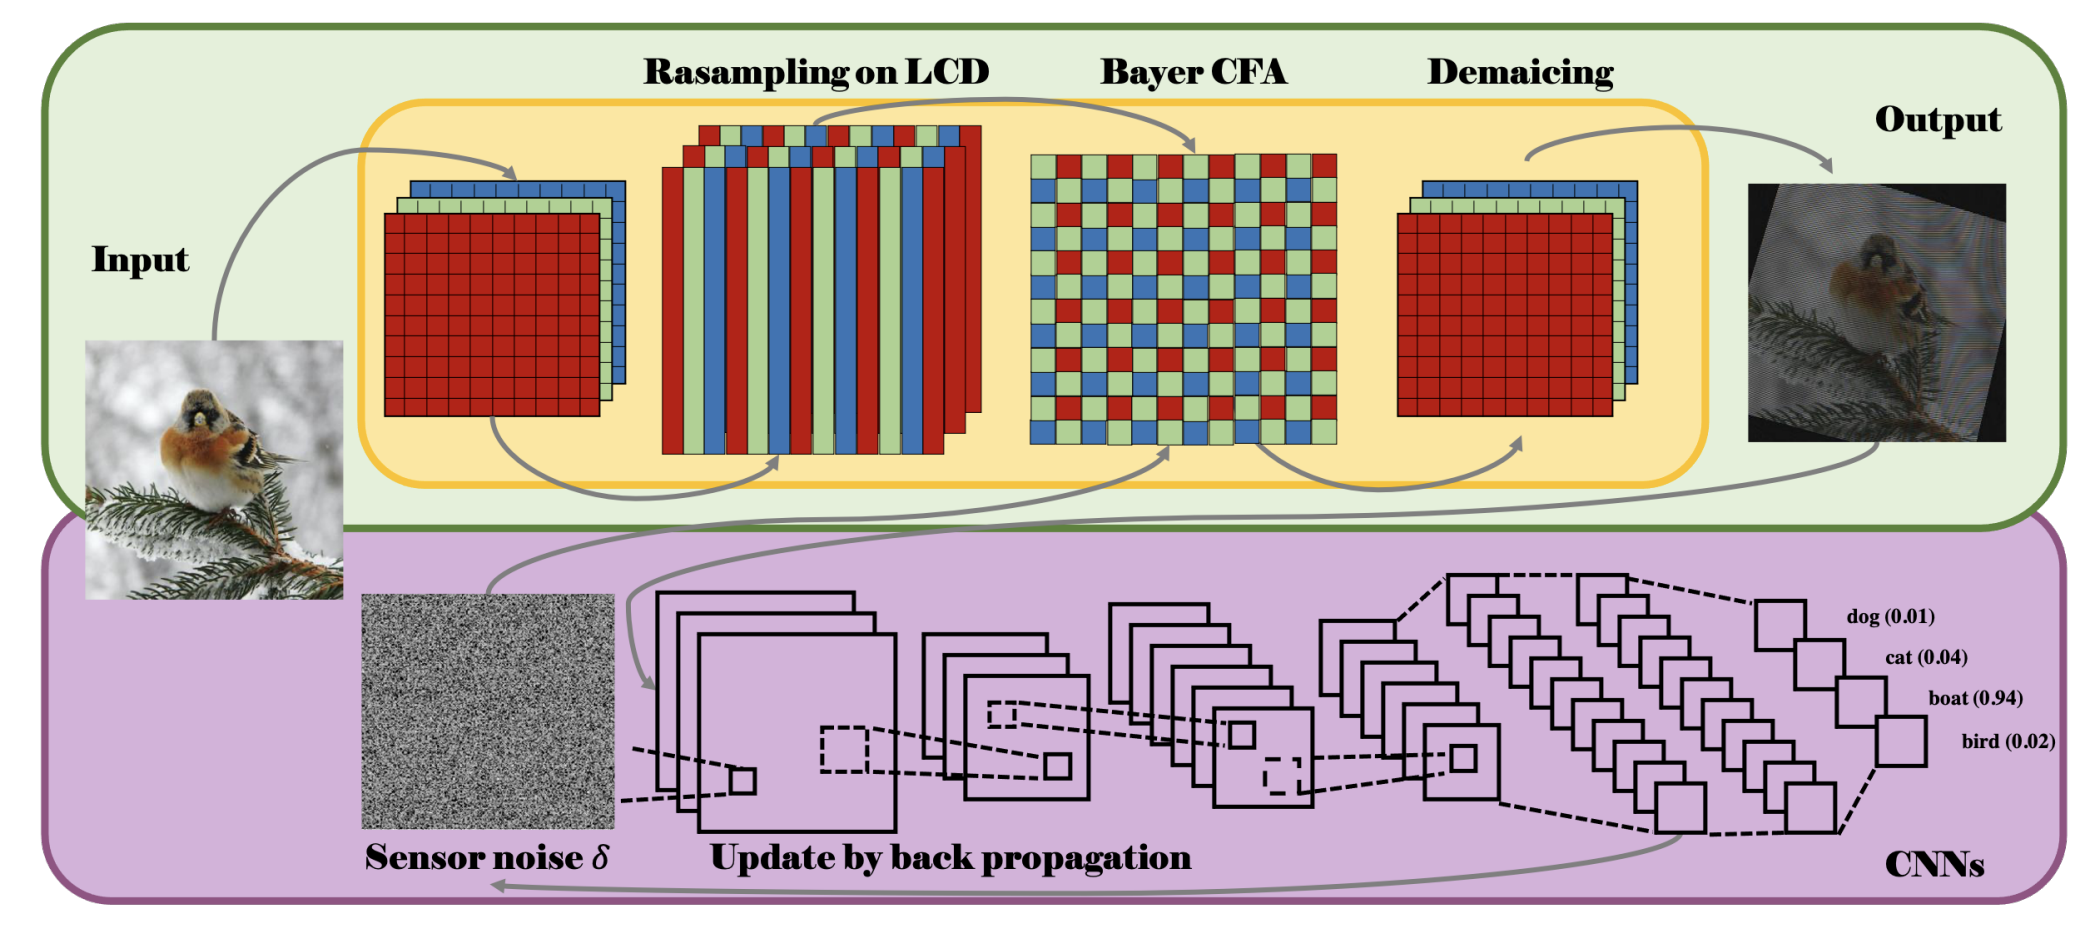 Rasampling on LCD
Bayer CFA
Demaicing
Output
Input
dog (0.01)
cat (0.04)
boat (0.94)
bird (0.02)
Sensor noise δ
Update by back propagation
CNNs